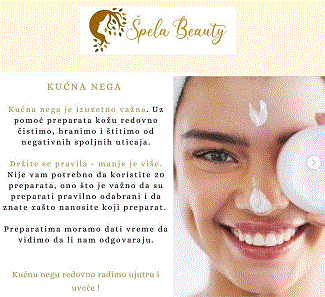 Špela Beauty
KUĆNA NEGA
Kućna nega je izuzetno važna. Uz
pomoć preparata kožu redovno
čistimo, hranimo i štitimo od
negativnih spoljnih uticaja.
Držite se pravila – manje je više.
Nije vam potrebno da koristite 20
preparata, ono što je važno da su
preparati pravilno odabrani i da
znate zašto nanosite koji preparat.
Preparatima moramo dati vreme da
vidimo da li nam odgovaraju.
Kućnu negu redovno radimo ujutru i
uveče !